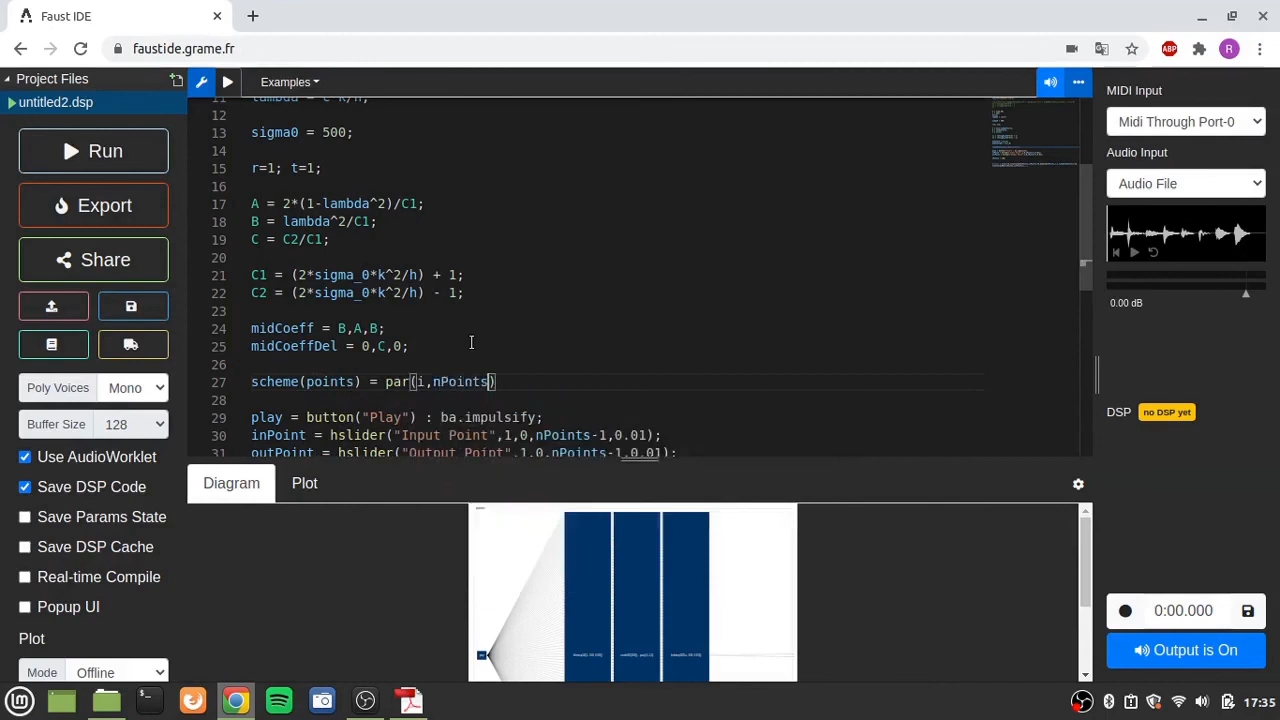 Faust IDE
faustide.grame.fr
ABP
R
Project Files
untitled2.dsp
Run
Export
Share
Poly Voices
Mono
Buffer Size
128
Use AudioWorklet
Save DSP Code
Save Params State
Save DSP Cache
Real-time Compile
Popup UI
Plot
Mode
Offline
Examples
11
12
13 sigma0 = 500;
14
15 r=1; t=1;
16
17 A = 2*(1-lambda^2)/C1;
18 B = lambda^2/C1;
19 C = C2/C1;
20
21 C1 = (2*sigma_0*k^2/h) + 1;
22 C2 = (2*sigma_0*k^2/h) - 1;
23
24 midCoeff = B,A,B;
25 midCoeffDel = 0,C,0;
26
27 scheme(points) = par(i,nPoints)
28
29 play = button("Play") : ba.impulsify;
30 inPoint = hslider("Input Point",1,0,nPoints-1,0.01);
31 outPoint = hslider("Output Point",1,0,nPoints-1,0.01);
Diagram
Plot
MIDI Input
Midi Through Port-0
Audio Input
Audio File
0.00 dB
DSP
no DSP yet
0:00.000
Output is On
17:35